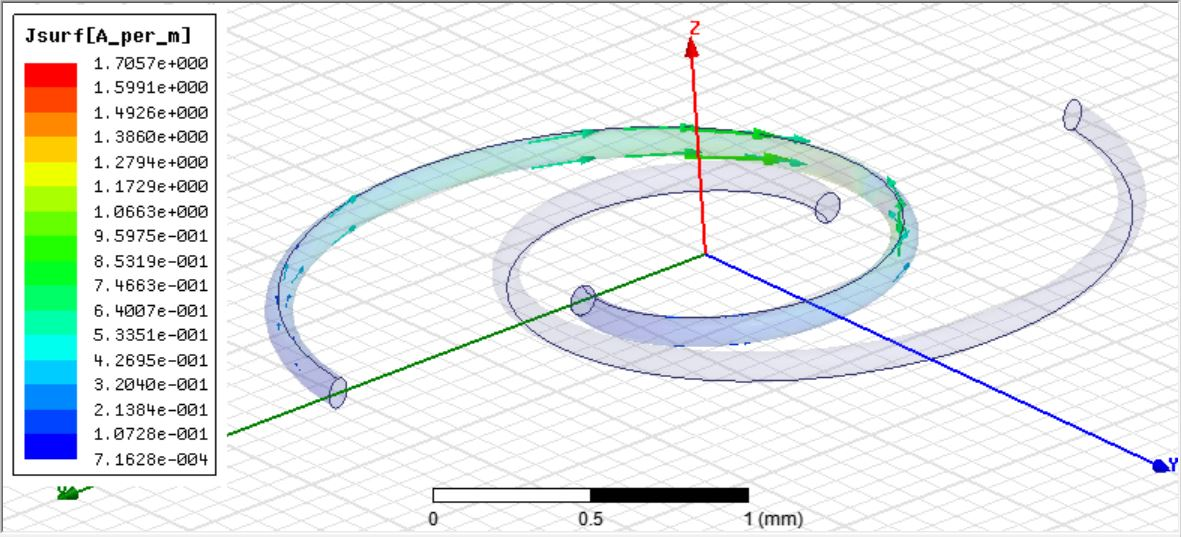 Jsurf[A_per_m]
1.7057e+000
1.5991e+000
1.4926e+000
1.3860e+000
1.2794e+000
1.1729e+000
1.0663e+000
9.5975e-001
8.5319e-001
7.4663e-001
6.4007e-001
5.3351e-001
4.2695e-001
3.2040e-001
2.1384e-001
1.0728e-001
7.1628e-004
Z
Y
0 0.5 1 (mm)